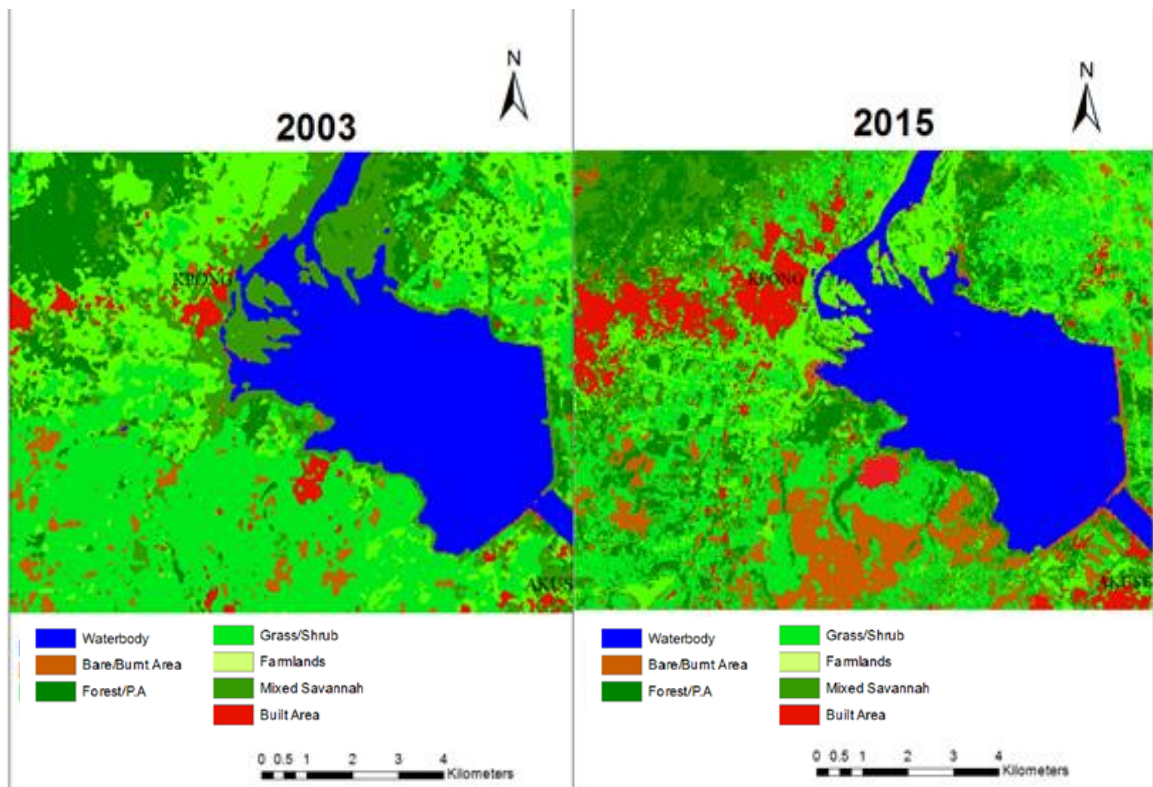 N
2003
KPONG
Waterbody
Bare/Burnt Area
Forest/P.A
Grass/Shrub
Farmlands
Mixed Savannah
Built Area
0 0.5 1 2 3 4
Kilometers
N
2015
KPONG
Waterbody
Bare/Burnt Area
Forest/P.A
Grass/Shrub
Farmlands
Mixed Savannah
Built Area
0 0.5 1 2 3 4
Kilometers